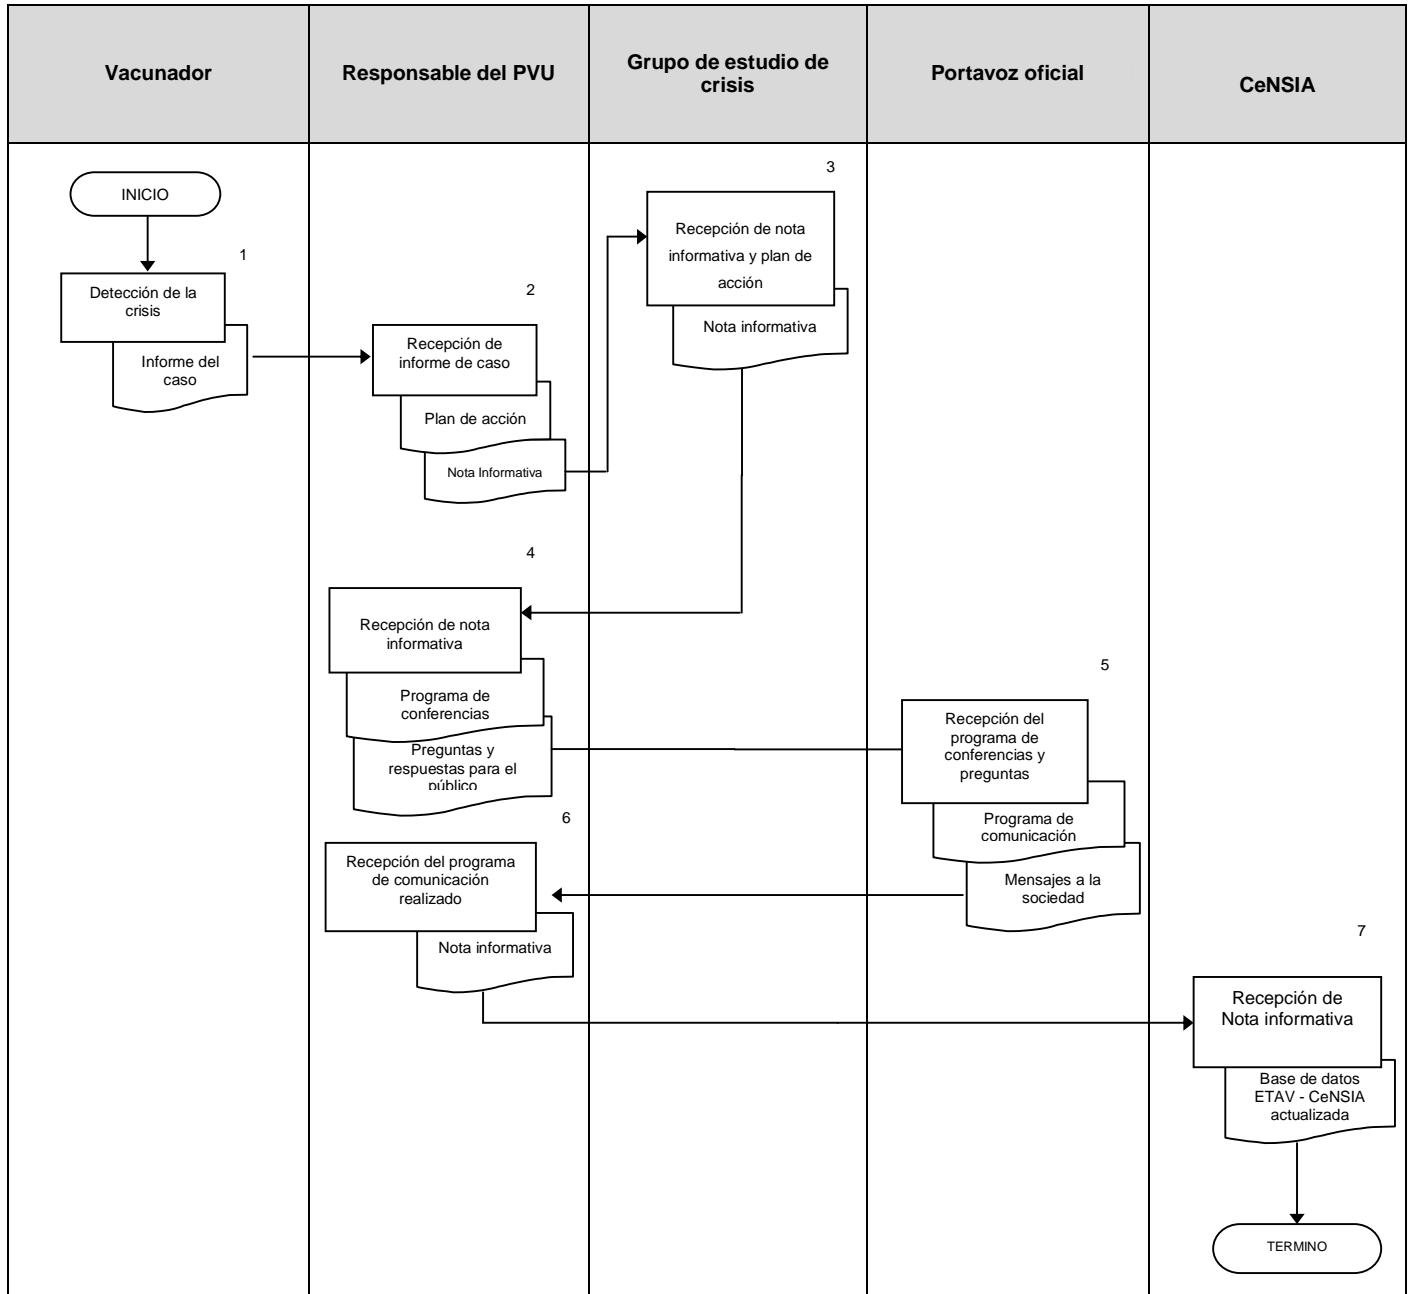 Vacunador
Responsable del PVU
Grupo de estudio de
crisis
Portavoz oficial
CeNSIA
INICIO
1
Detección de la
crisis
Informe del
caso
2
Recepción de
informe de caso
Plan de acción
Nota Informativa
3
Recepción de nota
informativa y plan de
acción
Nota informativa
4
Recepción de nota
informativa
Programa de
conferencias
Preguntas y
respuestas para el
público
5
Recepción del
programa de
conferencias y
preguntas
Programa de
comunicación
Mensajes a la
sociedad
6
Recepción del programa
de comunicación
realizado
Nota informativa
7
Recepción de
Nota informativa
Base de datos
ETAV - CeNSIA
actualizada
TERMINO